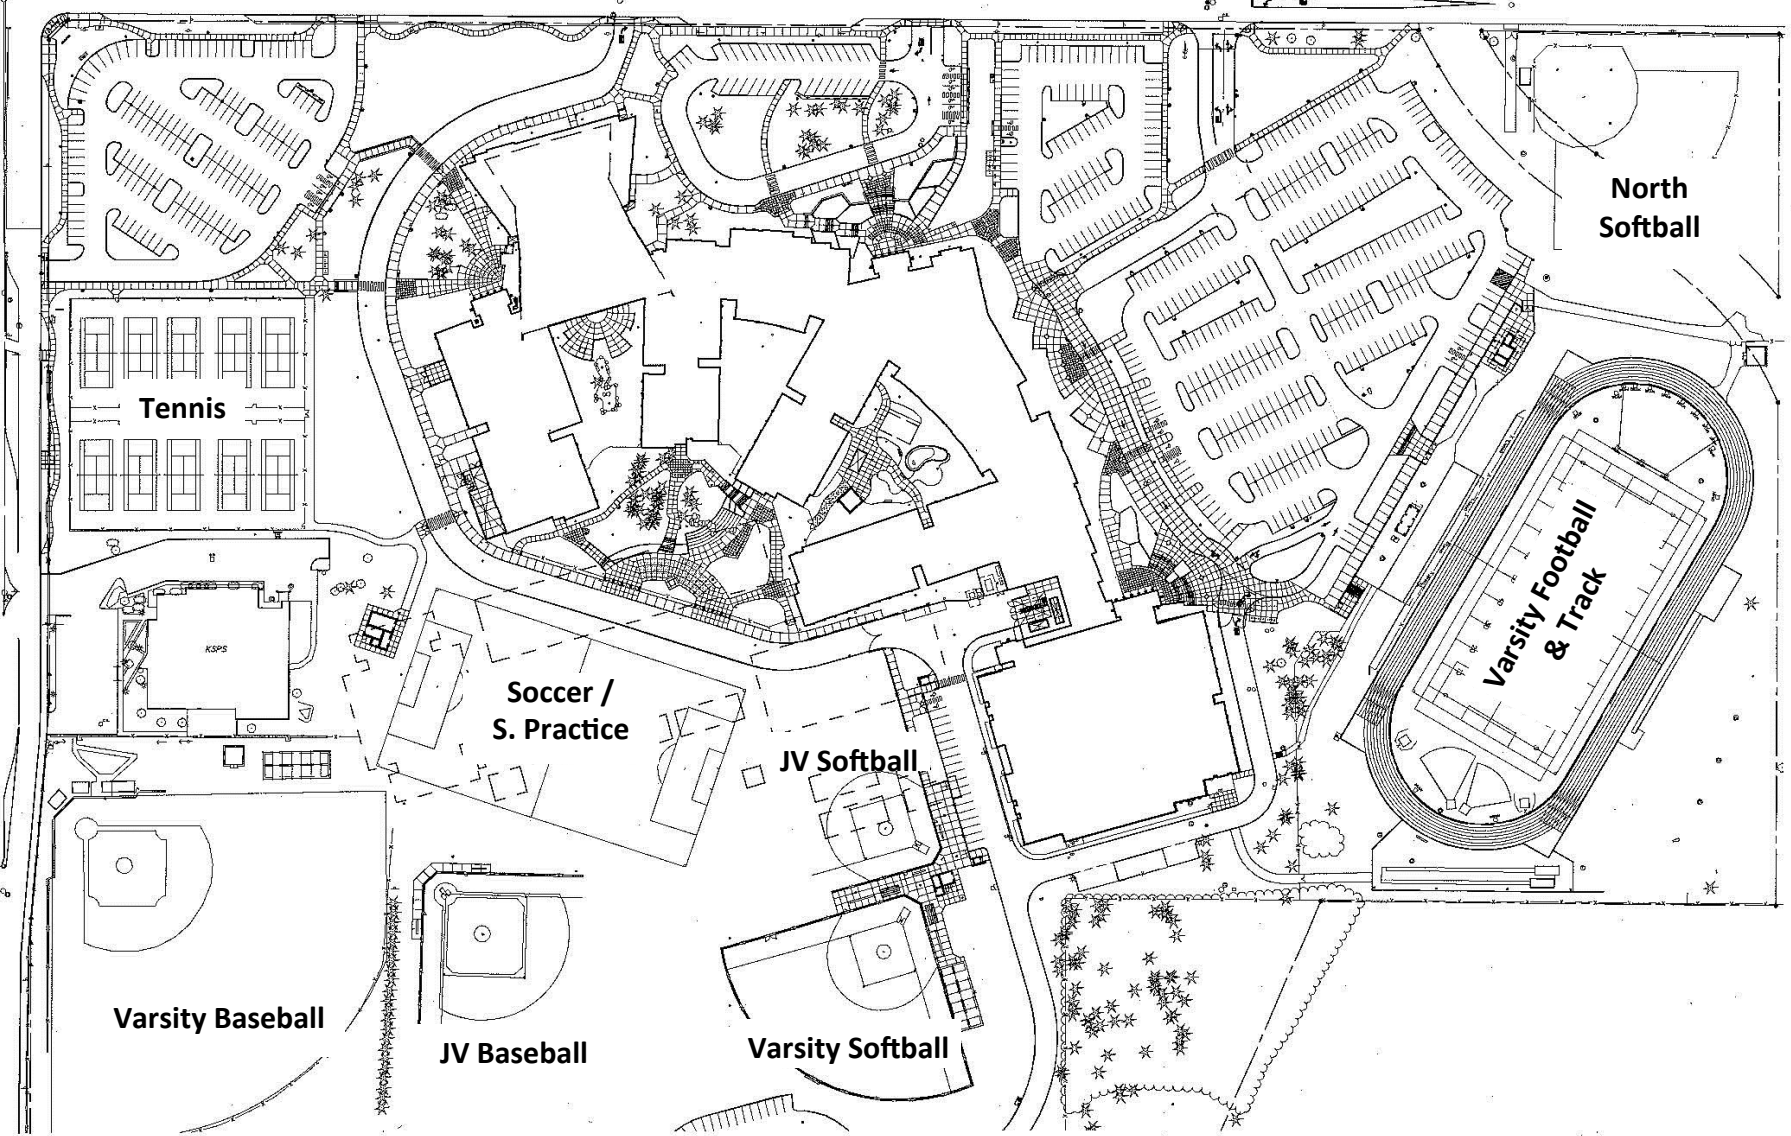 North
Softball
Tennis
Varsity Football
& Track
KSPS
Soccer /
S. Practice
JV Softball
Varsity Baseball
JV Baseball
Varsity Softball